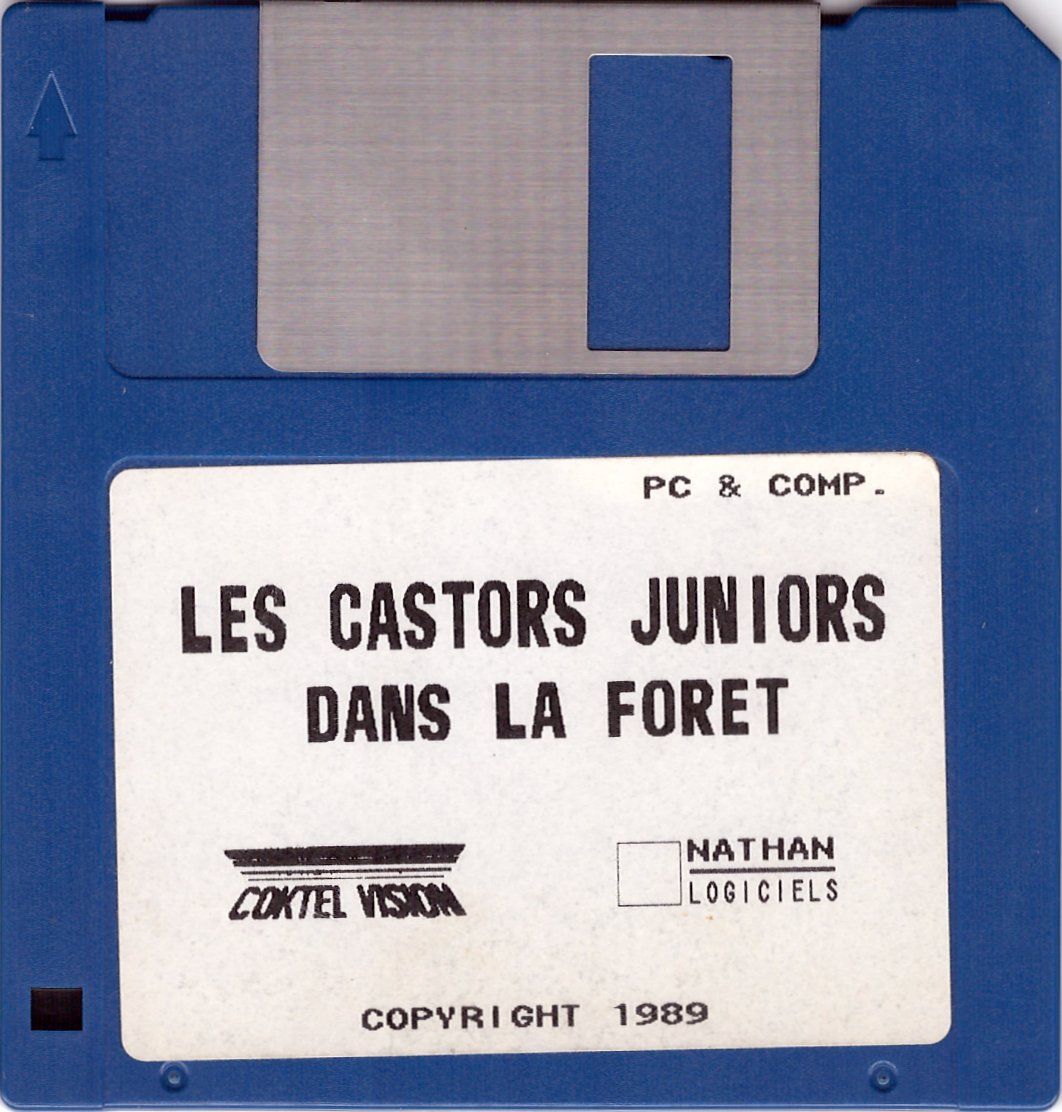 PC & COMP.
LES CASTORS JUNIORS
DANS LA FORET
COKTEL VISION
NATHAN
LOGICIELS
COPYRIGHT 1989